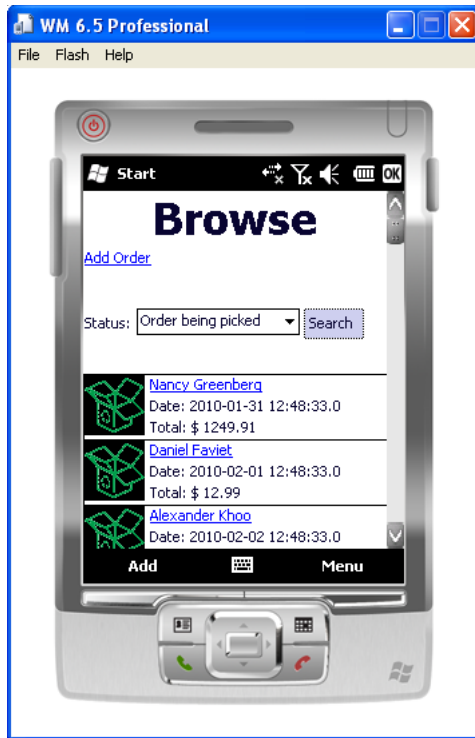 WM 6.5 Professional
File Flash Help
Start OK
Browse
Add Order
Status: Order being picked Search
Nancy Greenberg
Date: 2010-01-31 12:48:33.0
Total: $ 1249.91
Daniel Faviet
Date: 2010-02-01 12:48:33.0
Total: $ 12.99
Alexander Khoo
Date: 2010-02-02 12:48:33.0
Add Menu